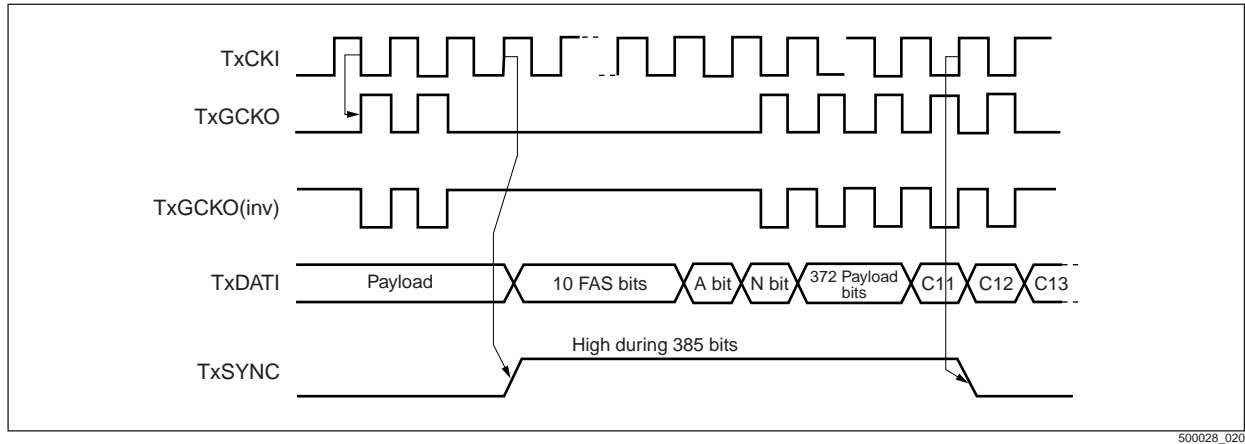 TxCKI
TxGCKO
TxGCKO(inv)
TxDATI
Payload
10 FAS bits
A bit
N bit
372 Payload
bits
C11
C12
C13
High during 385 bits
TxSYNC
500028_020